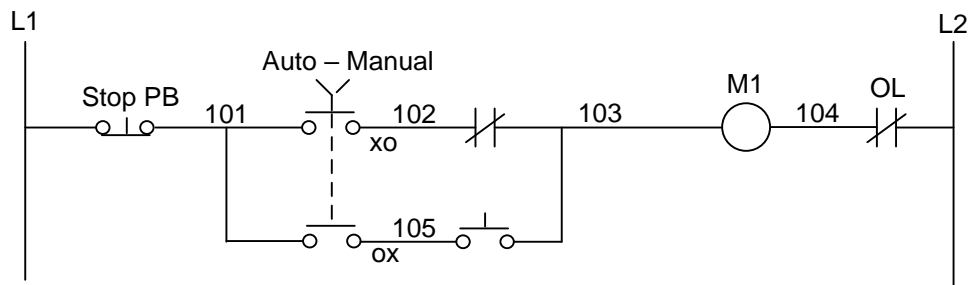 L1
L2
Auto – Manual
M1
OL
Stop PB
101
102
103
104
xo
105
ox